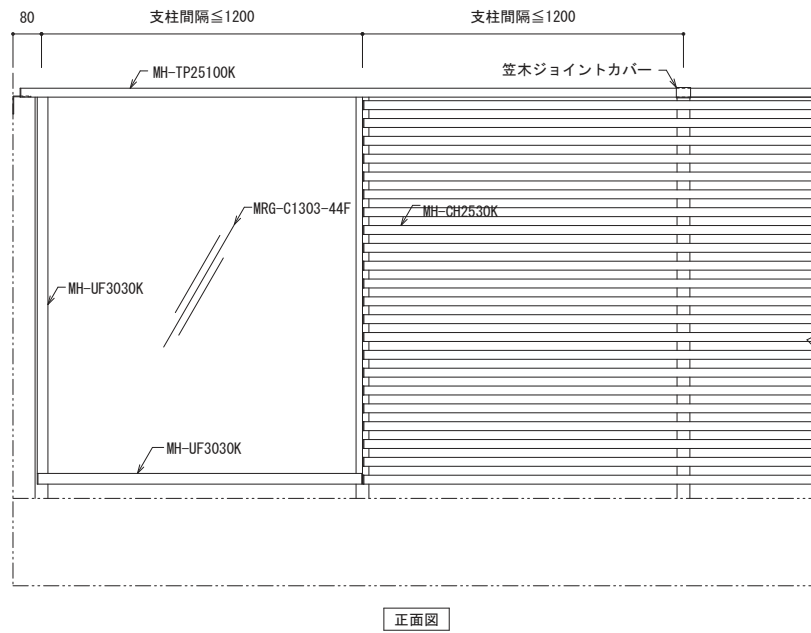 80
支柱間隔≦1200
支柱間隔≦1200
MH-TP25100K
笠木ジョイントカバー
MRG-C1303-44F
MH-CH2530K
MH-UF3030K
MH-UF3030K
正面図